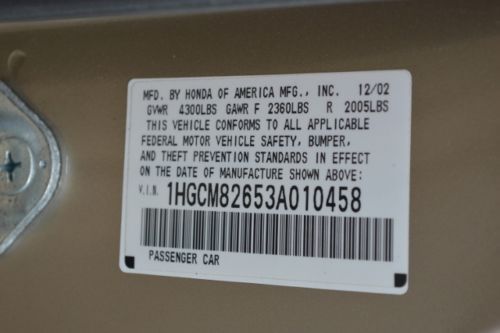 MFD. BY HONDA OF AMERICA MFG., INC. 12/02
GVWR 4300LBS GAWR F 2360LBS R 2005LBS
THIS VEHICLE CONFORMS TO ALL APPLICABLE
FEDERAL MOTOR VEHICLE SAFETY, BUMPER,
AND THEFT PREVENTION STANDARDS IN EFFECT
ON THE DATE OF MANUFACTURE SHOWN ABOVE:
V.I.N. 1HGCM82653A010458
PASSENGER CAR